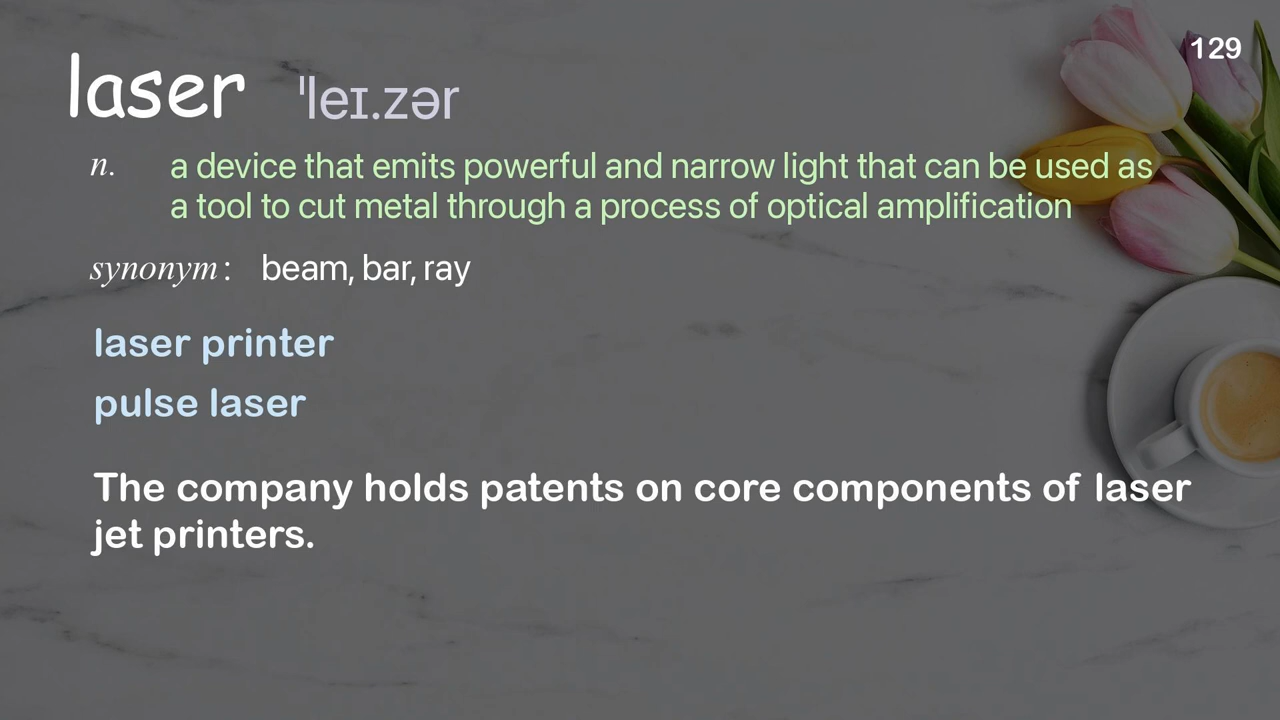 129
laser ˈleɪ.zər
n. a device that emits powerful and narrow light that can be used as
a tool to cut metal through a process of optical amplification
synonym: beam, bar, ray
laser printer
pulse laser
The company holds patents on core components of laser
jet printers.